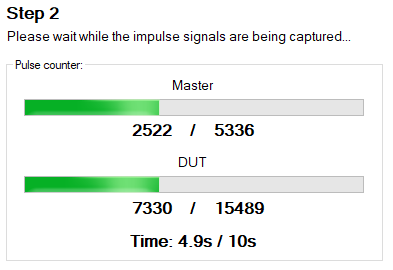 Step 2
Please wait while the impulse signals are being captured...
Pulse counter:
Master
2522 / 5336
DUT
7330 / 15489
Time: 4.9s / 10s